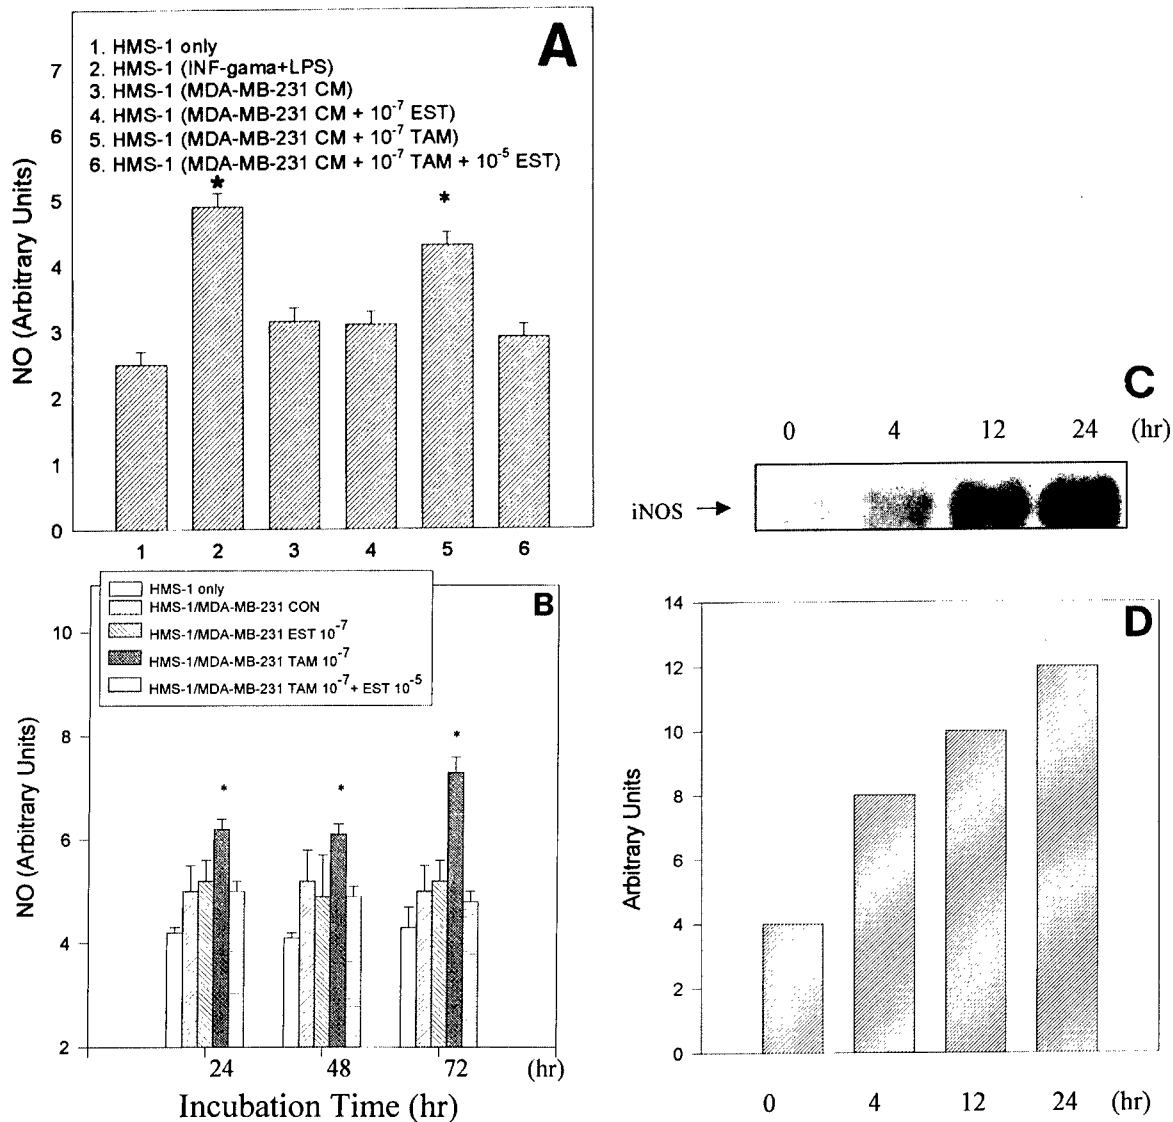 A
1. HMS-1 only
2. HMS-1 (INF-gama+LPS)
3. HMS-1 (MDA-MB-231 CM)
4. HMS-1 (MDA-MB-231 CM + 10⁻⁷ EST)
5. HMS-1 (MDA-MB-231 CM + 10⁻⁷ TAM)
6. HMS-1 (MDA-MB-231 CM + 10⁻⁷ TAM + 10⁻⁵ EST)
NO (Arbitrary Units)
7
6
5
4
3
2
1
0
* *
1 2 3 4 5 6
B
HMS-1 only
HMS-1/MDA-MB-231 CON
HMS-1/MDA-MB-231 EST 10⁻⁷
HMS-1/MDA-MB-231 TAM 10⁻⁷
HMS-1/MDA-MB-231 TAM 10⁻⁷ + EST 10⁻⁵
NO (Arbitrary Units)
10
8
6
4
2
* * *
24 48 72 (hr)
Incubation Time (hr)
C
0 4 12 24 (hr)
iNOS →
D
Arbitrary Units
14
12
10
8
6
4
2
0
0 4 12 24 (hr)